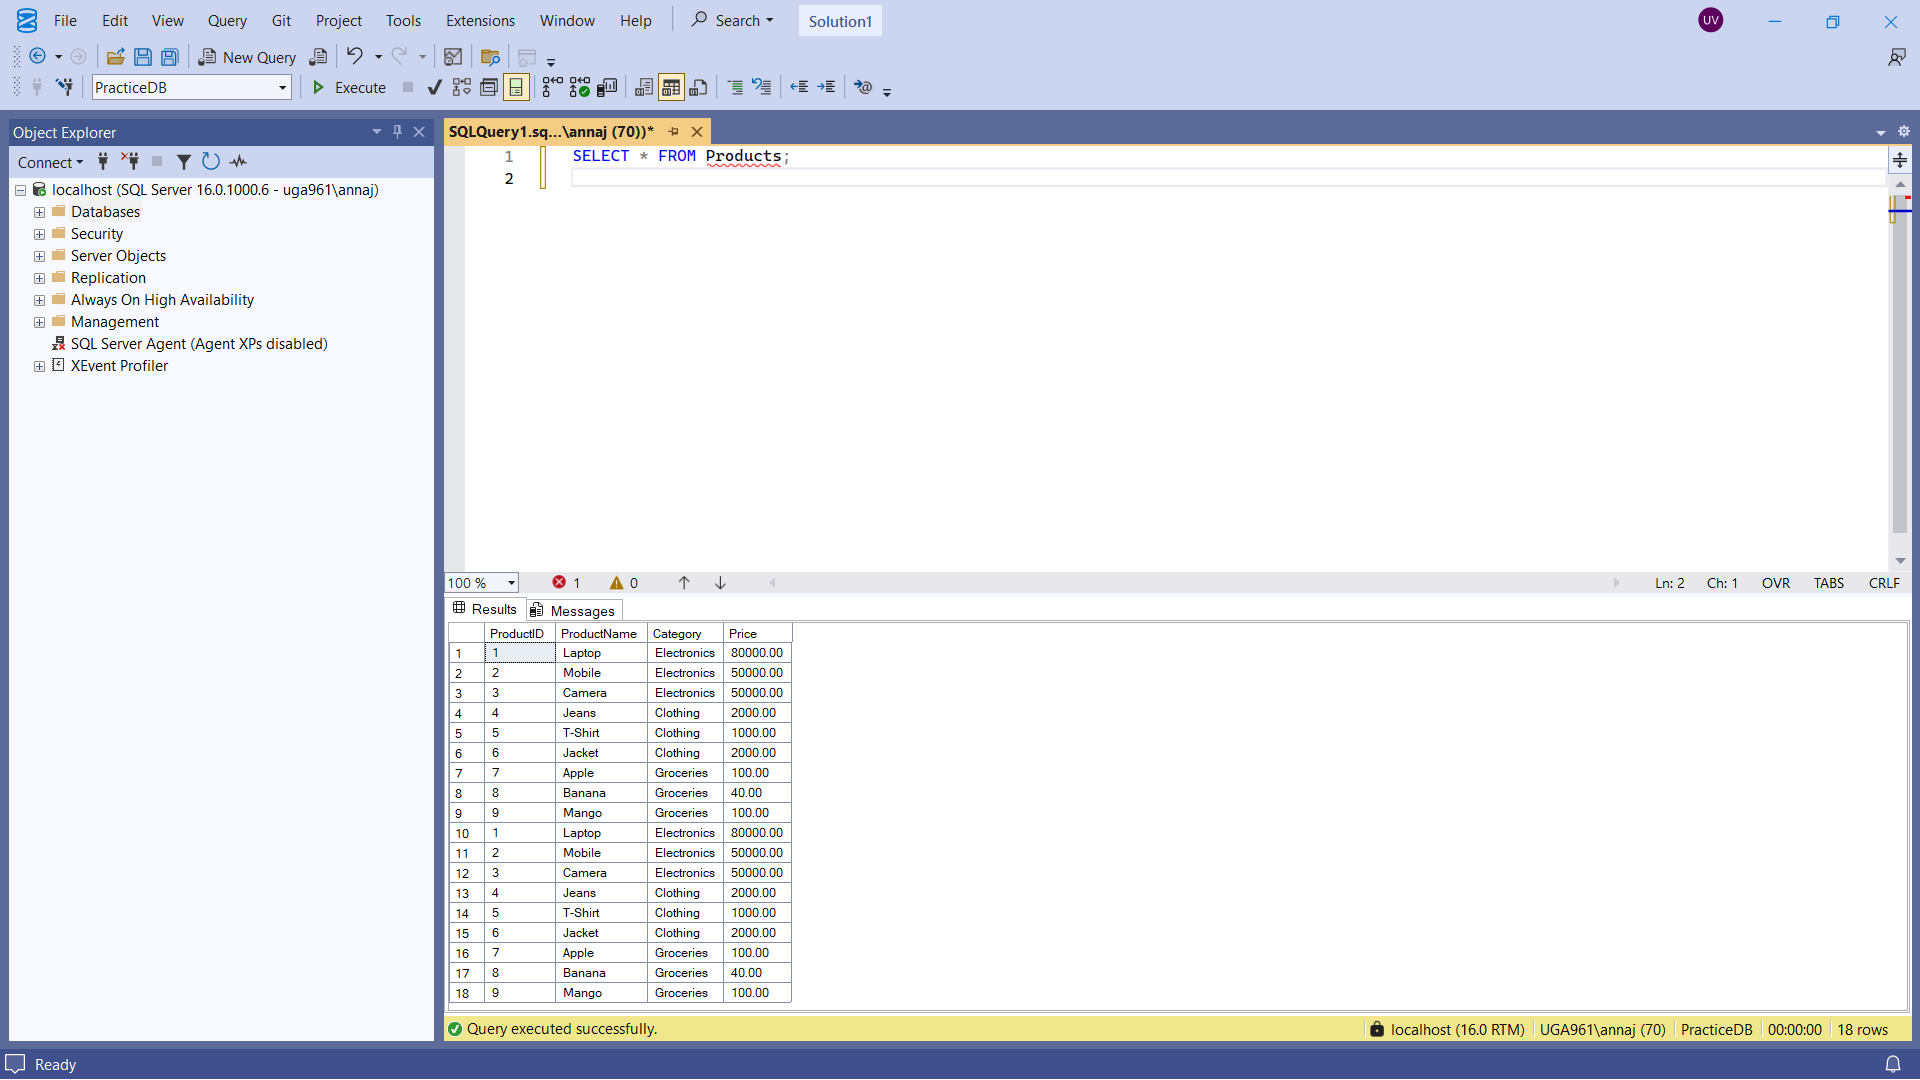 File Edit View Query Git Project Tools Extensions Window Help Search Solution1 UV
New Query
PracticeDB Execute
Object Explorer
Connect
localhost (SQL Server 16.0.1000.6 - uga961\annaj)
Databases
Security
Server Objects
Replication
Always On High Availability
Management
SQL Server Agent (Agent XPs disabled)
XEvent Profiler
SQLQuery1.sq...\annaj (70))*
1 SELECT * FROM Products;
2
100 % 1 0 Ln: 2 Ch: 1 OVR TABS CRLF
Results Messages
ProductID ProductName Category Price
1 1 Laptop Electronics 80000.00
2 2 Mobile Electronics 50000.00
3 3 Camera Electronics 50000.00
4 4 Jeans Clothing 2000.00
5 5 T-Shirt Clothing 1000.00
6 6 Jacket Clothing 2000.00
7 7 Apple Groceries 100.00
8 8 Banana Groceries 40.00
9 9 Mango Groceries 100.00
10 1 Laptop Electronics 80000.00
11 2 Mobile Electronics 50000.00
12 3 Camera Electronics 50000.00
13 4 Jeans Clothing 2000.00
14 5 T-Shirt Clothing 1000.00
15 6 Jacket Clothing 2000.00
16 7 Apple Groceries 100.00
17 8 Banana Groceries 40.00
18 9 Mango Groceries 100.00
Query executed successfully. localhost (16.0 RTM) UGA961\annaj (70) PracticeDB 00:00:00 18 rows
Ready